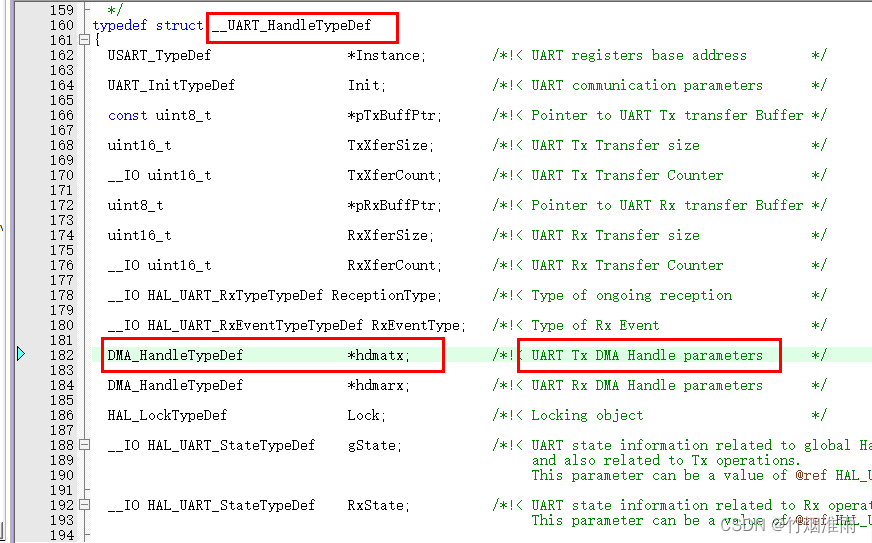 159 */
160 typedef struct __UART_HandleTypeDef
161 {
162 USART_TypeDef *Instance; /*!< UART registers base address */
163
164 UART_InitTypeDef Init; /*!< UART communication parameters */
165
166 const uint8_t *pTxBuffPtr; /*!< Pointer to UART Tx transfer Buffer */
167
168 uint16_t TxXferSize; /*!< UART Tx Transfer size */
169
170 __IO uint16_t TxXferCount; /*!< UART Tx Transfer Counter */
171
172 uint8_t *pRxBuffPtr; /*!< Pointer to UART Rx transfer Buffer */
173
174 uint16_t RxXferSize; /*!< UART Rx Transfer size */
175
176 __IO uint16_t RxXferCount; /*!< UART Rx Transfer Counter */
177
178 __IO HAL_UART_RxTypeTypeDef ReceptionType; /*!< Type of ongoing reception */
179
180 __IO HAL_UART_RxEventTypeTypeDef RxEventType; /*!< Type of Rx Event */
181
182 DMA_HandleTypeDef *hdmatx; /*!< UART Tx DMA Handle parameters */
183
184 DMA_HandleTypeDef *hdmarx; /*!< UART Rx DMA Handle parameters */
185
186 HAL_LockTypeDef Lock; /*!< Locking object */
187
188 __IO HAL_UART_StateTypeDef gState; /*!< UART state information related to global Ha
189 and also related to Tx operations.
190 This parameter can be a value of @ref HAL_U
191
192 __IO HAL_UART_StateTypeDef RxState; /*!< UART state information related to Rx operat
193 This parameter can be a value of @ref HAL_U
194
CSDN @竹烟淮雨